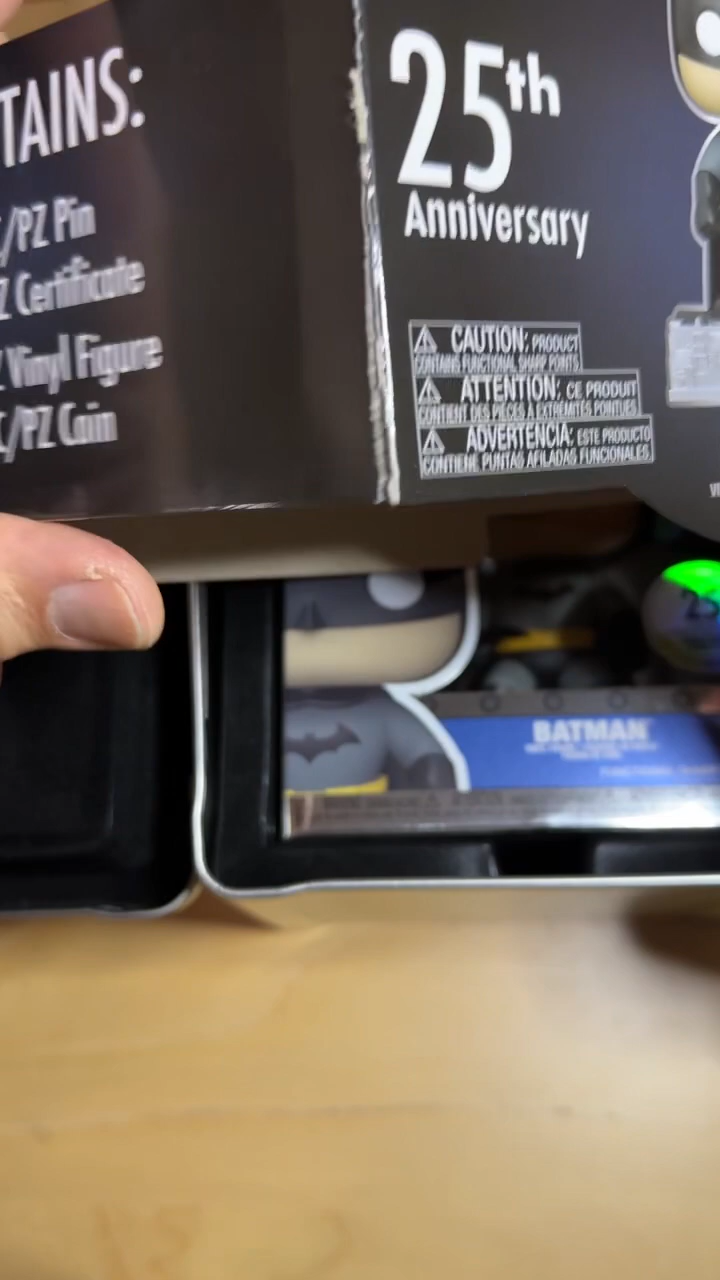 TAINS:
/PZ Pin
Z Certificate
Vinyl Figure
/PZ Coin
25th
Anniversary
CAUTION: PRODUCT
CONTAINS FUNCTIONAL SHARP POINTS.
ATTENTION: CE PRODUIT
CONTIENT DES PIÈCES À EXTRÉMITÉS POINTUES.
ADVERTENCIA: ESTE PRODUCTO
CONTIENE PUNTAS AFILADAS FUNCIONALES.
25
BATMAN